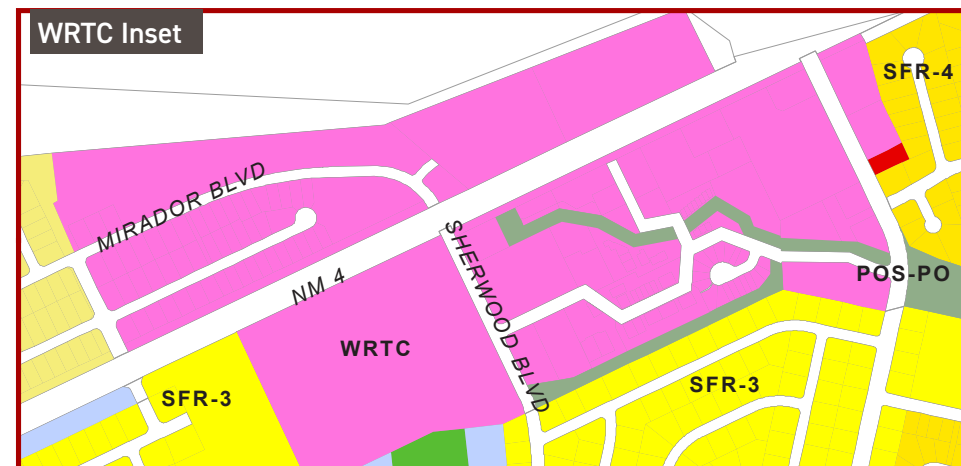 WRTC Inset
SFR-4
MIRADOR BLVD
SHERWOOD BLVD
POS-PO
NM 4
WRTC
SFR-3
SFR-3